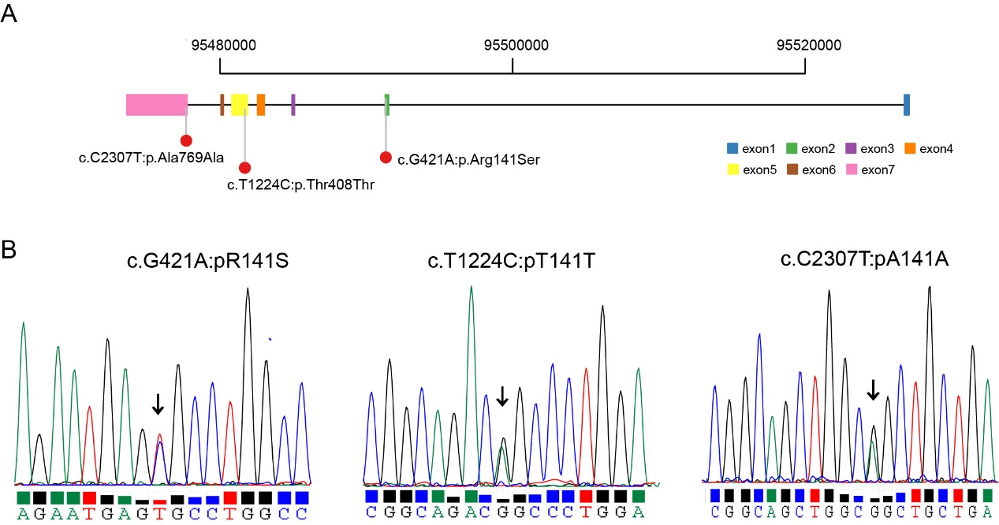 A
95480000 95500000 95520000
c.C2307T:p.Ala769Ala
c.G421A:p.Arg141Ser
c.T1224C:p.Thr408Thr
exon1 exon2 exon3 exon4
exon5 exon6 exon7
B
c.G421A:pR141S c.T1224C:pT141T c.C2307T:pA141A
AGAATGAGTGCCTGGCC CGGCAGACGGCCCTGGA CGGCAGCTGGCGGCTGCTGA